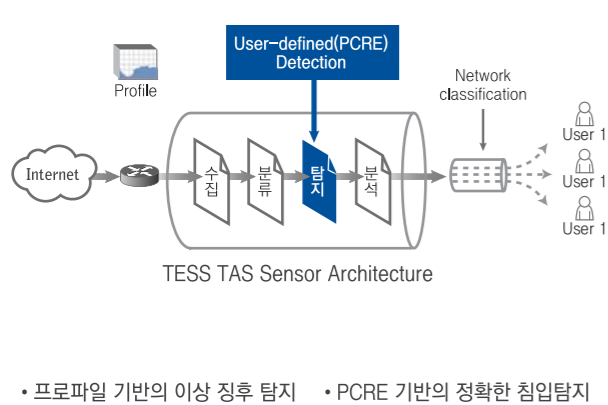 User-defined(PCRE)
Detection
Profile
Network
classification
User 1
Internet
수집
분류
탐지
분석
User 1
User 1
TESS TAS Sensor Architecture
• 프로파일 기반의 이상 징후 탐지
• PCRE 기반의 정확한 침입탐지